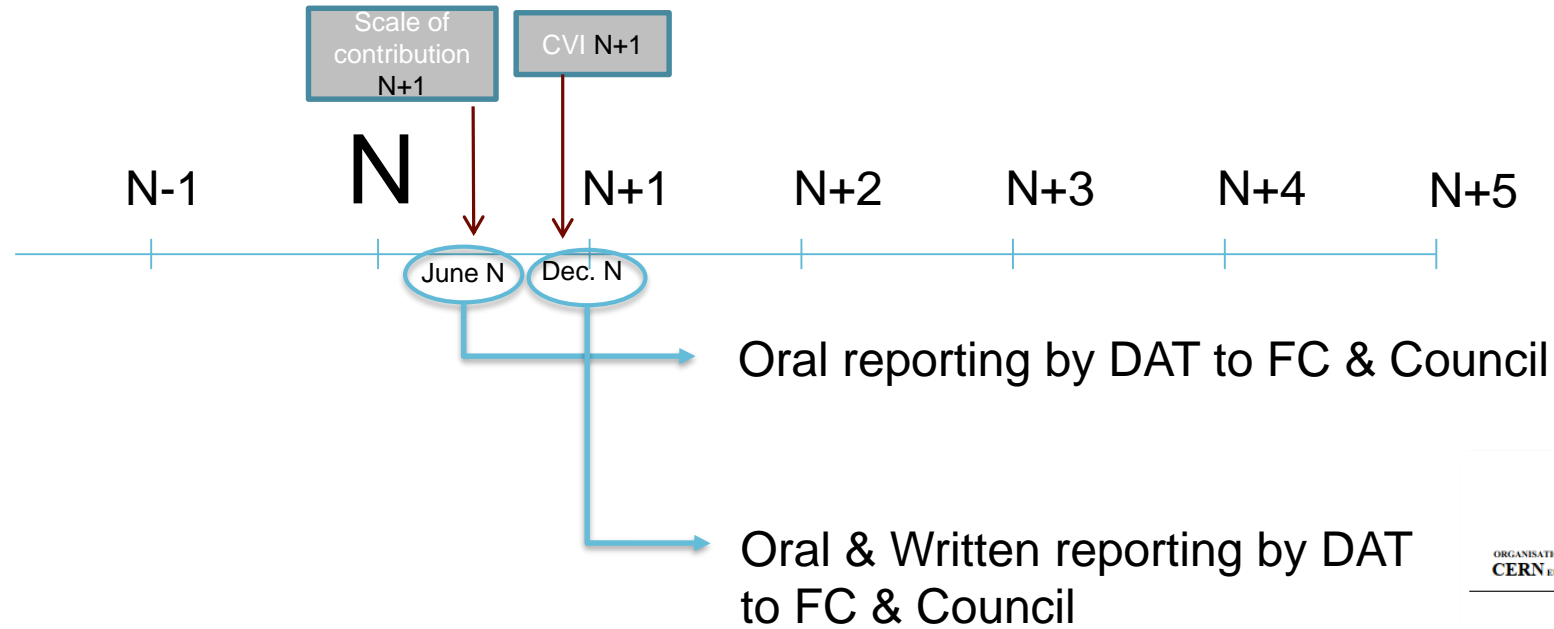 Scale of
contribution
N+1
CVI N+1
N-1
N
N+1
N+2
N+3
N+4
N+5
June N
Dec. N
Oral reporting by DAT to FC & Council
Oral & Written reporting by DAT
to FC & Council
CERN